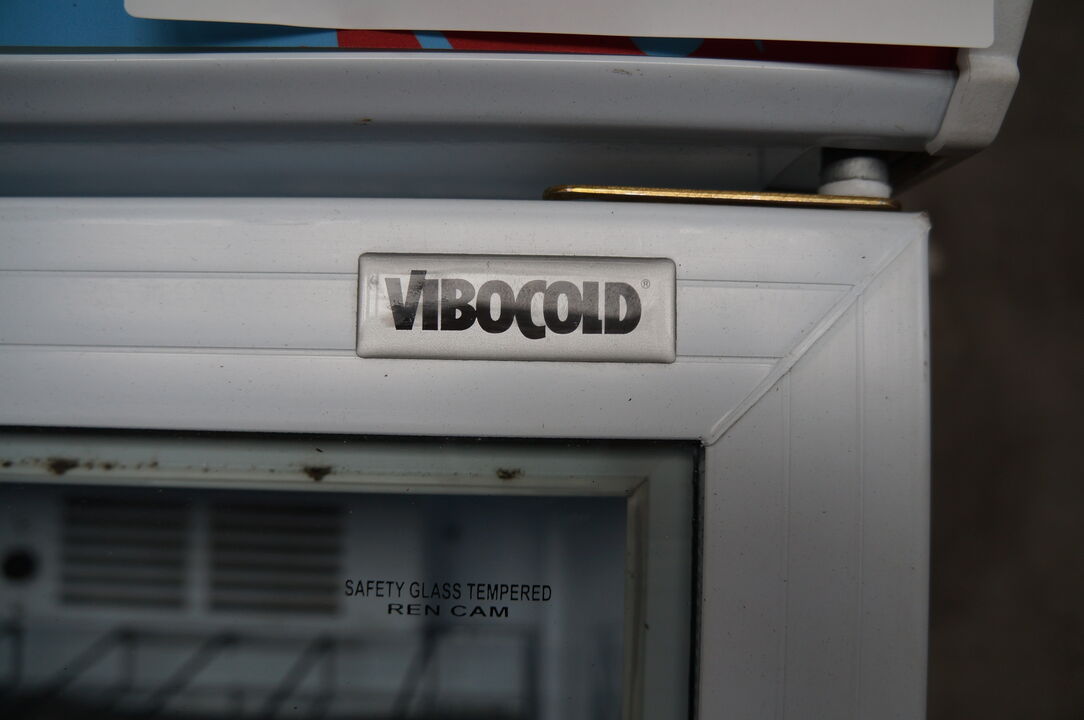 VIBOCOLD®
SAFETY GLASS TEMPERED
REN CAM